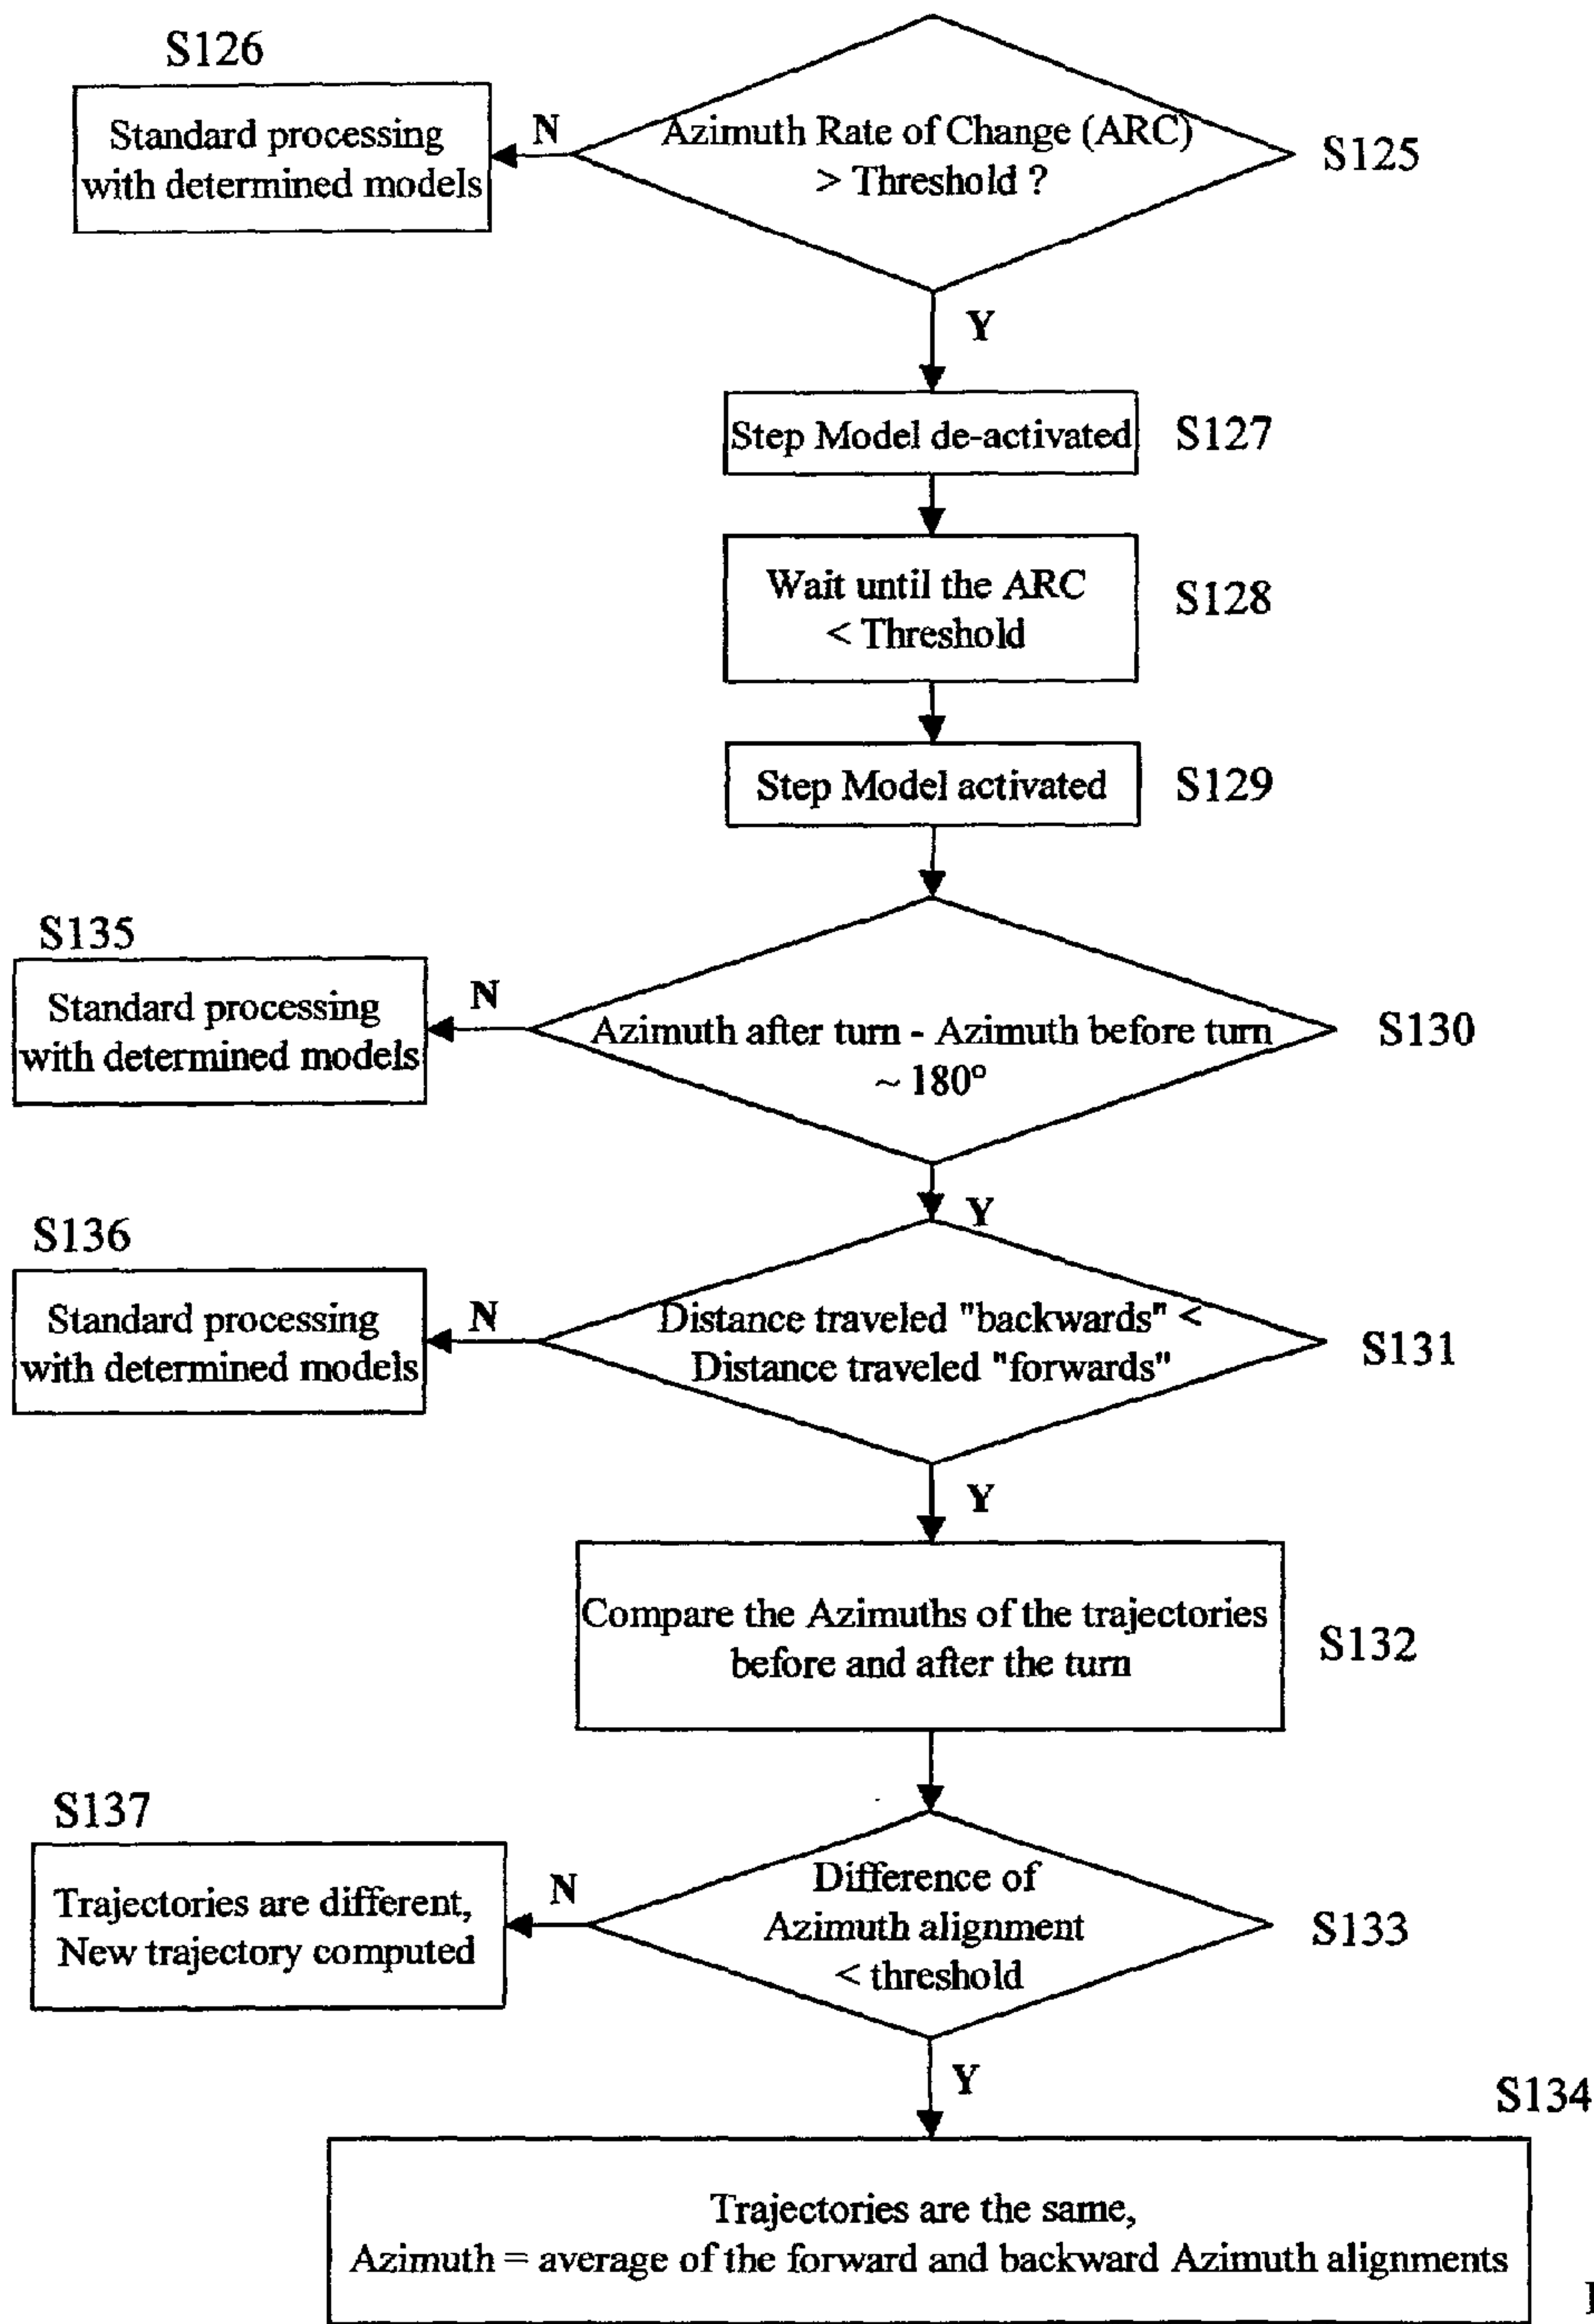 S126
Standard processing
with determined models
N
Azimuth Rate of Change (ARC)
> Threshold ?
S125
Y
Step Model de-activated
S127
Wait until the ARC
< Threshold
S128
Step Model activated
S129
S135
Standard processing
with determined models
N
Azimuth after turn - Azimuth before turn
~ 180°
S130
Y
S136
Standard processing
with determined models
N
Distance traveled "backwards" <
Distance traveled "forwards"
S131
Y
Compare the Azimuths of the trajectories
before and after the turn
S132
S137
Trajectories are different,
New trajectory computed
N
Difference of
Azimuth alignment
< threshold
S133
Y
S134
Trajectories are the same,
Azimuth = average of the forward and backward Azimuth alignments